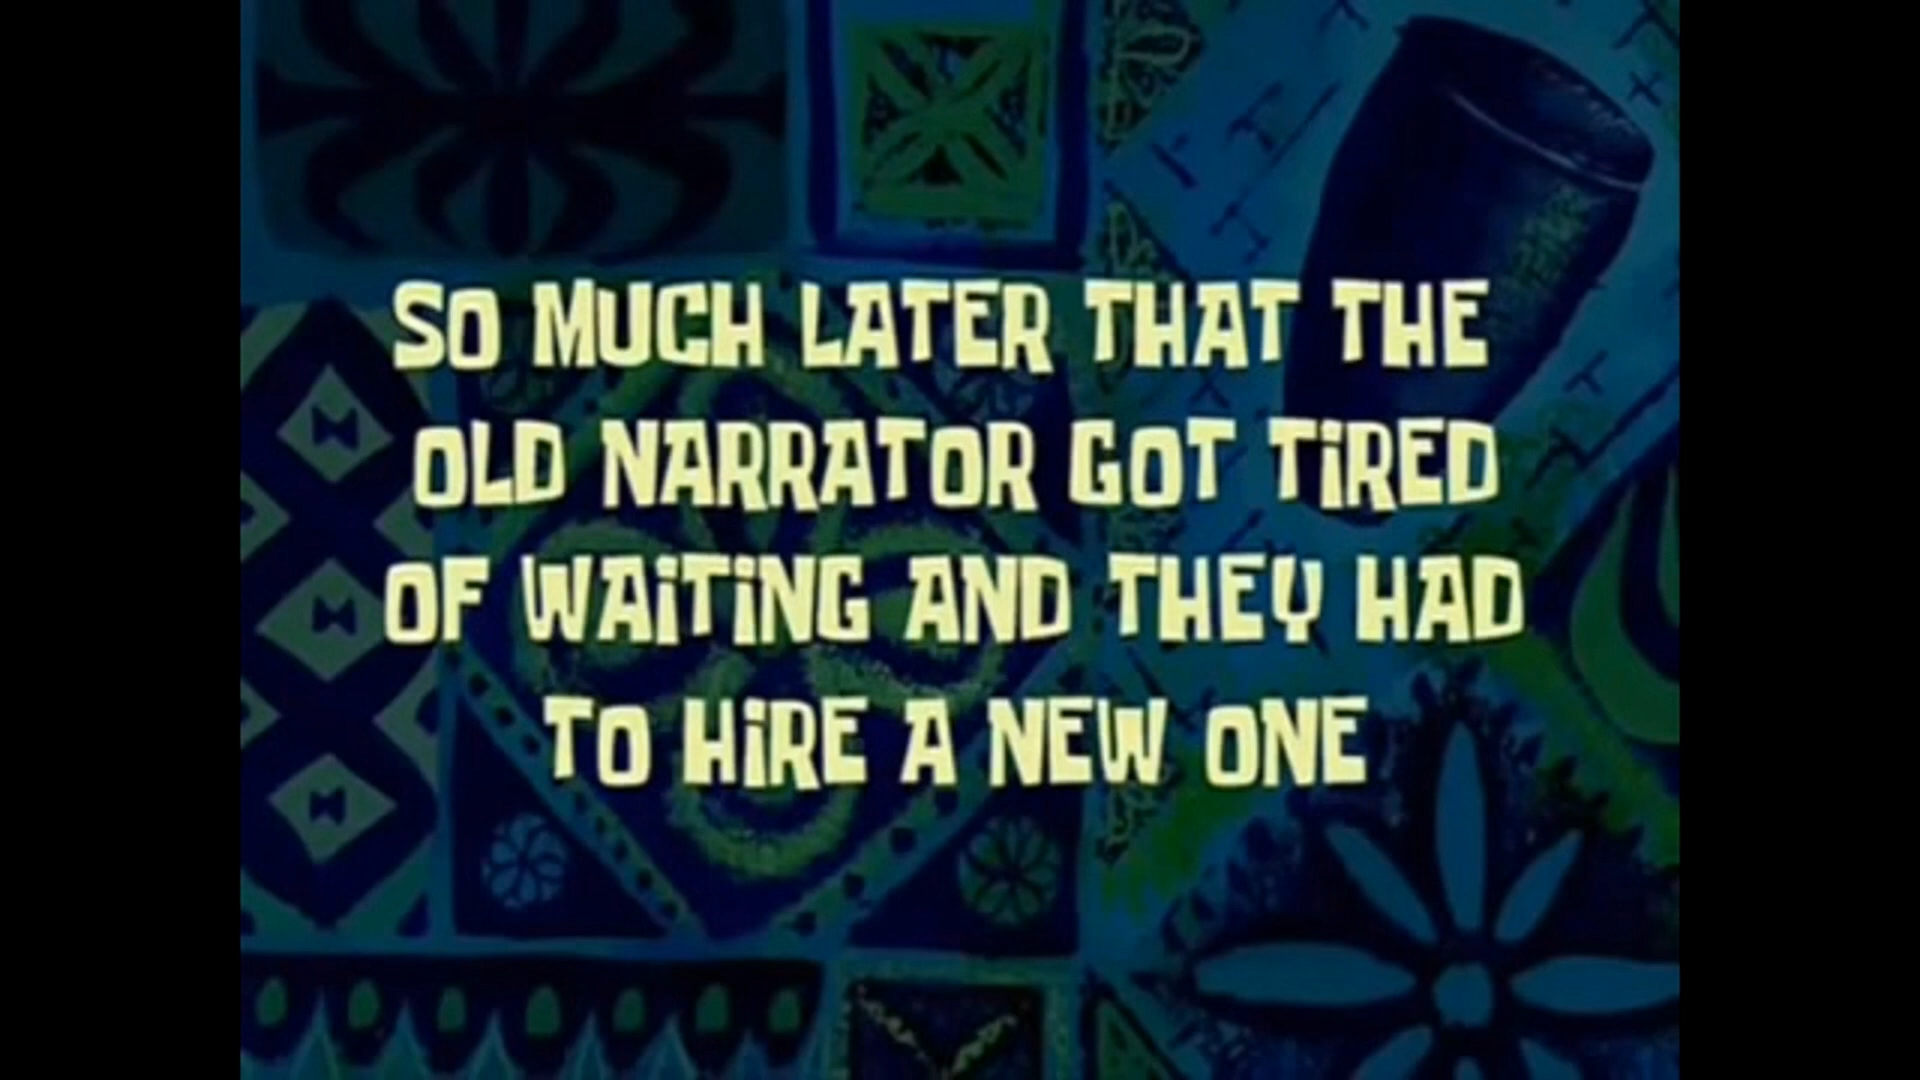 SO MUCH LATER THAT THE
OLD NARRATOR GOT TiRED
OF WAiTiNG AND THEY HAD
TO HiRE A NEW ONE